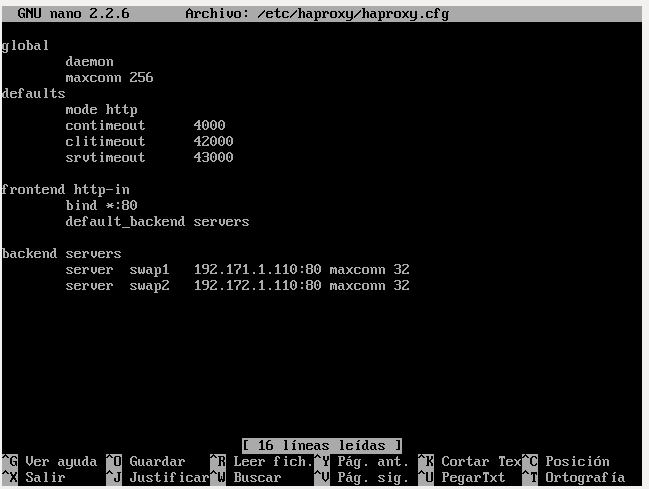 GNU nano 2.2.6 Archivo: /etc/haproxy/haproxy.cfg
global
daemon
maxconn 256
defaults
mode http
contimeout 4000
clitimeout 42000
srvtimeout 43000
frontend http-in
bind *:80
default_backend servers
backend servers
server swap1 192.171.1.110:80 maxconn 32
server swap2 192.172.1.110:80 maxconn 32
[ 16 líneas leídas ]
^G Ver ayuda ^O Guardar ^R Leer fich. ^Y Pág. ant. ^K Cortar Tex ^C Posición
^X Salir ^J Justificar ^W Buscar ^V Pág. sig. ^U PegarTxt ^T Ortografía